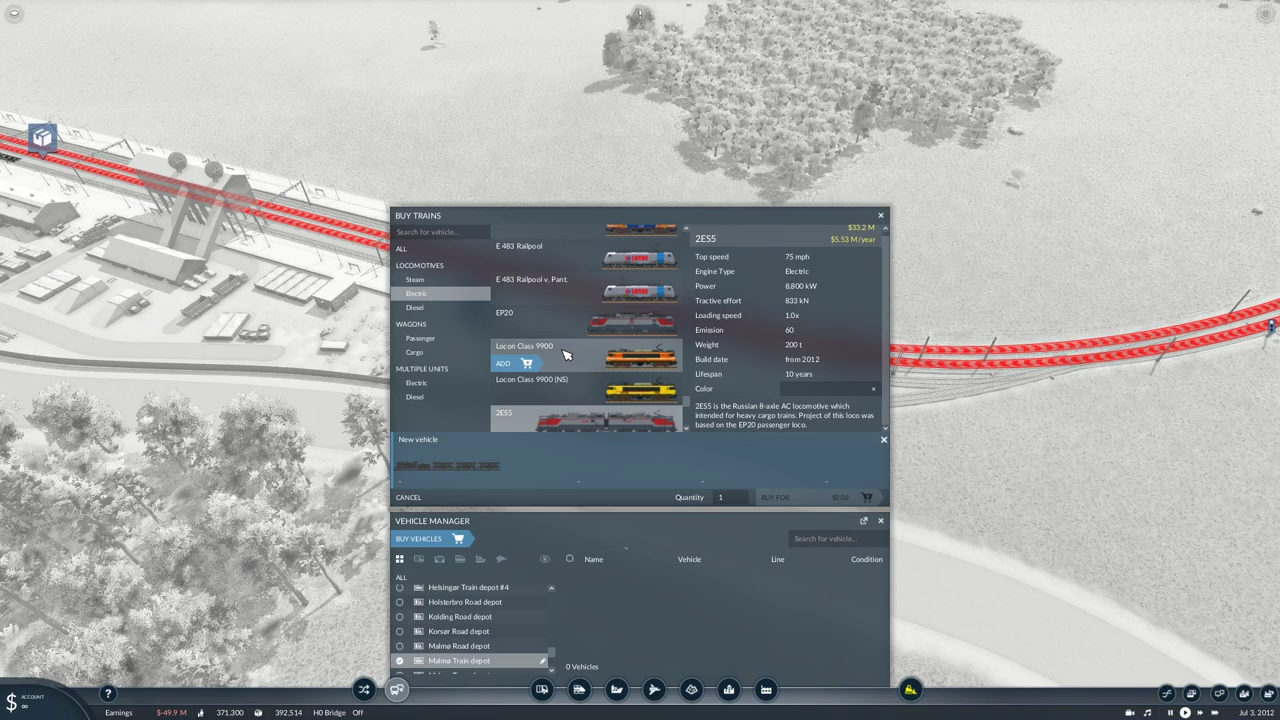 BUY TRAINS
Search for vehicle...
ALL
LOCOMOTIVES
Steam
Electric
Diesel
WAGONS
Passenger
Cargo
MULTIPLE UNITS
Electric
Diesel
E 483 Railpool
E 483 Railpool v. Pant.
EP20
Locon Class 9900
ADD
Locon Class 9900 (NS)
2ES5
$33.2 M
2ES5 $5.53 M/year
Top speed 75 mph
Engine Type Electric
Power 8,800 kW
Tractive effort 833 kN
Loading speed 1.0x
Emission 60
Weight 200 t
Build date from 2012
Lifespan 10 years
Color
2ES5 is the Russian 8-axle AC locomotive which
intended for heavy cargo trains. Project of this loco was
based on the EP20 passenger loco.
New vehicle
- - - -
CANCEL Quantity 1 BUY FOR $0.00
VEHICLE MANAGER
BUY VEHICLES Search for vehicle...
Name Vehicle Line Condition
ALL
Helsingør Train depot #4
Holsterbro Road depot
Kolding Road depot
Korsør Road depot
Malmø Road depot
Malmø Train depot
0 Vehicles
$ ACCOUNT
∞
?
Earnings $-49.9 M 371,300 392,514 H0 Bridge Off Jul 3, 2012